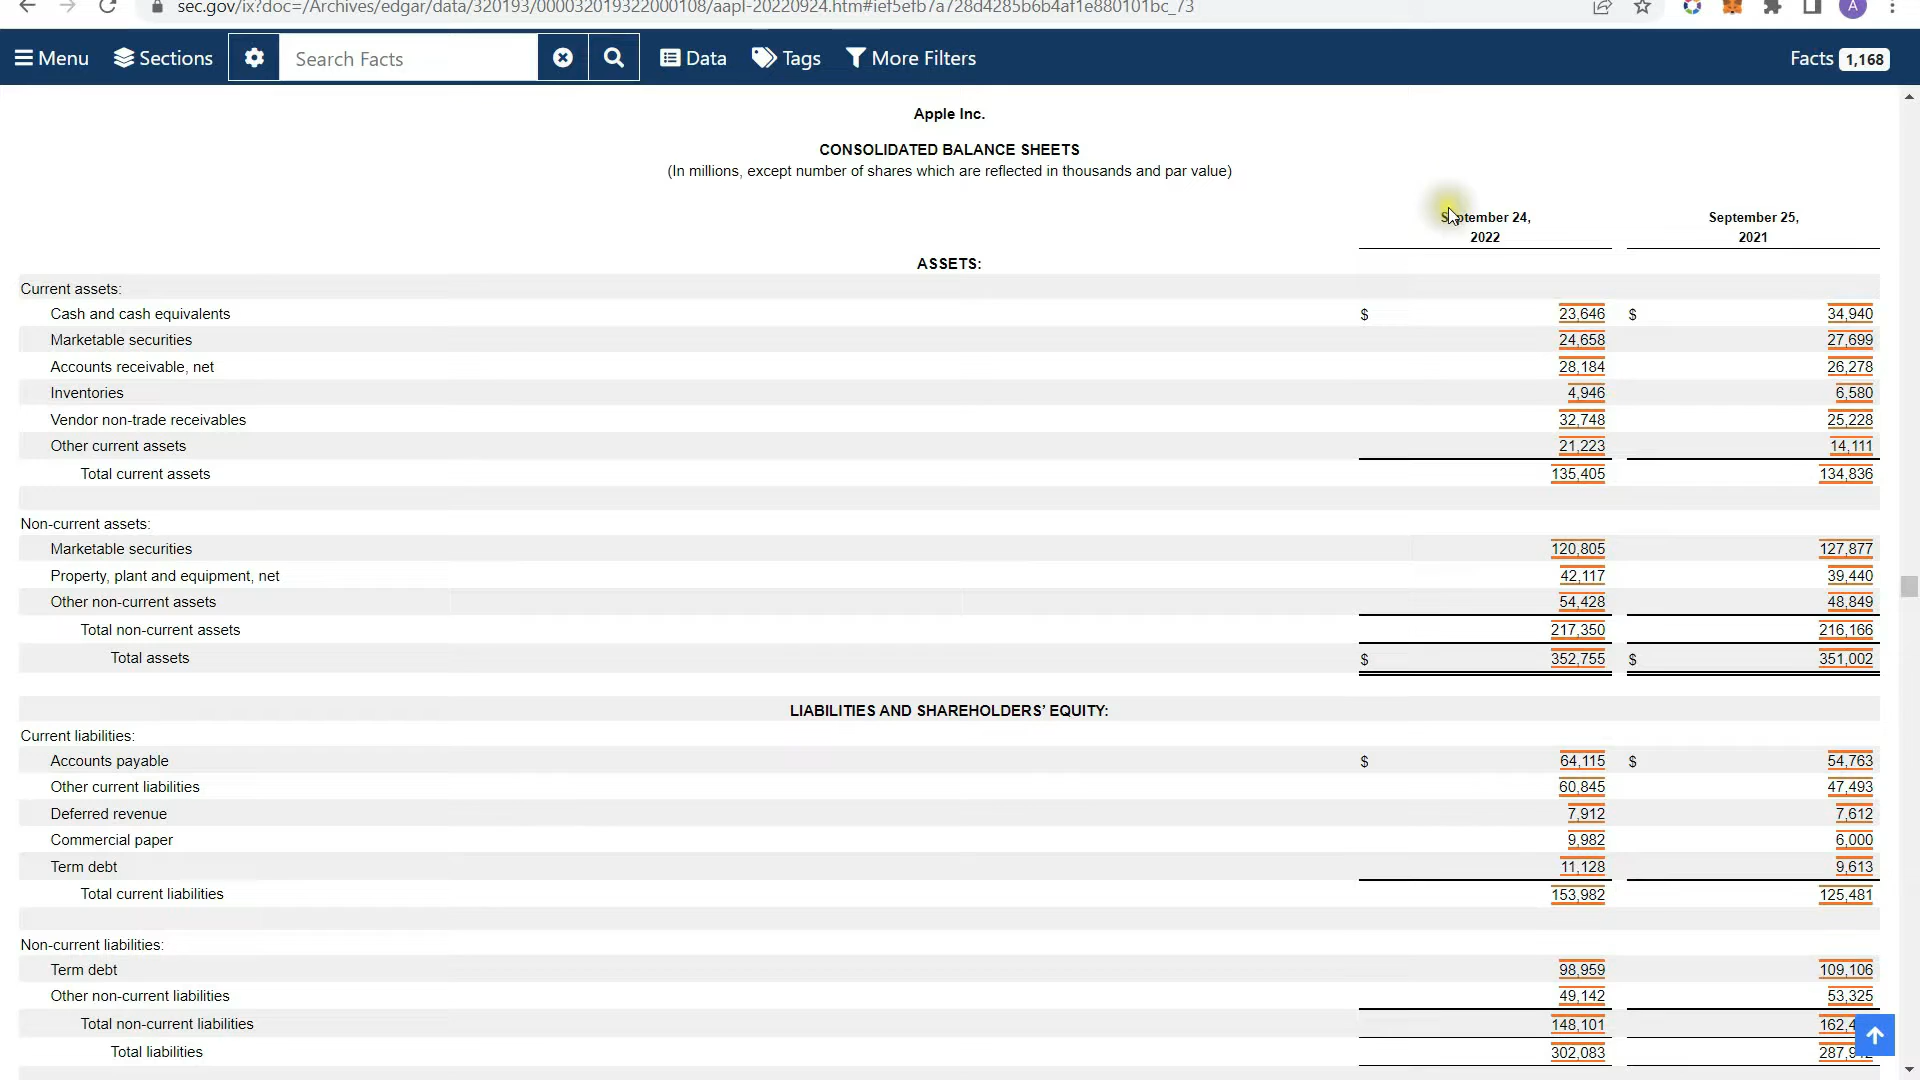 sec.gov/ix?doc=/Archives/edgar/data/320193/000032019322000108/aapl-20220924.htm#ief5efb7a728d4285b6b4af1e880101bc_73
A
Menu Sections Search Facts Data Tags More Filters Facts 1,168
Apple Inc.
CONSOLIDATED BALANCE SHEETS
(In millions, except number of shares which are reflected in thousands and par value)
September 24, September 25,
2022 2021
ASSETS:
Current assets:
Cash and cash equivalents $ 23,646 $ 34,940
Marketable securities 24,658 27,699
Accounts receivable, net 28,184 26,278
Inventories 4,946 6,580
Vendor non-trade receivables 32,748 25,228
Other current assets 21,223 14,111
Total current assets 135,405 134,836
Non-current assets:
Marketable securities 120,805 127,877
Property, plant and equipment, net 42,117 39,440
Other non-current assets 54,428 48,849
Total non-current assets 217,350 216,166
Total assets $ 352,755 $ 351,002
LIABILITIES AND SHAREHOLDERS’ EQUITY:
Current liabilities:
Accounts payable $ 64,115 $ 54,763
Other current liabilities 60,845 47,493
Deferred revenue 7,912 7,612
Commercial paper 9,982 6,000
Term debt 11,128 9,613
Total current liabilities 153,982 125,481
Non-current liabilities:
Term debt 98,959 109,106
Other non-current liabilities 49,142 53,325
Total non-current liabilities 148,101
Total liabilities 302,083